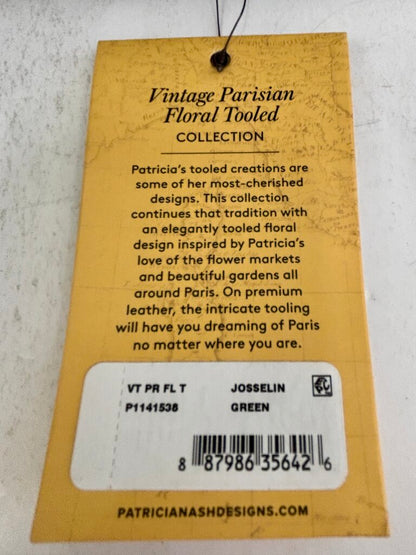 Vintage Parisian
Floral Tooled
COLLECTION
Patricia's tooled creations are
some of her most-cherished
designs. This collection
continues that tradition with
an elegantly tooled floral
design inspired by Patricia's
love of the flower markets
and beautiful gardens all
around Paris. On premium
leather, the intricate tooling
will have you dreaming of Paris
no matter where you are.
VT PR FL T JOSSELIN
P1141536 GREEN
8 87986 35642 6
PATRICIANASHDESIGNS.COM